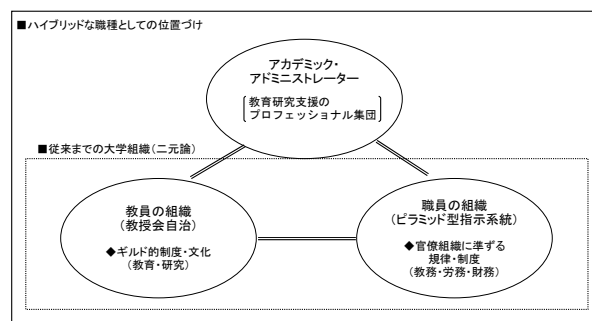 ■ハイブリッドな職種としての位置づけ
アカデミック・
アドミニストレーター
教育研究支援の
プロフェッショナル集団
■従来までの大学組織(二元論)
教員の組織
(教授会自治)
◆ギルド的制度・文化
(教育・研究)
職員の組織
(ピラミッド型指示系統)
◆官僚組織に準ずる
規律・制度
(教務・労務・財務)